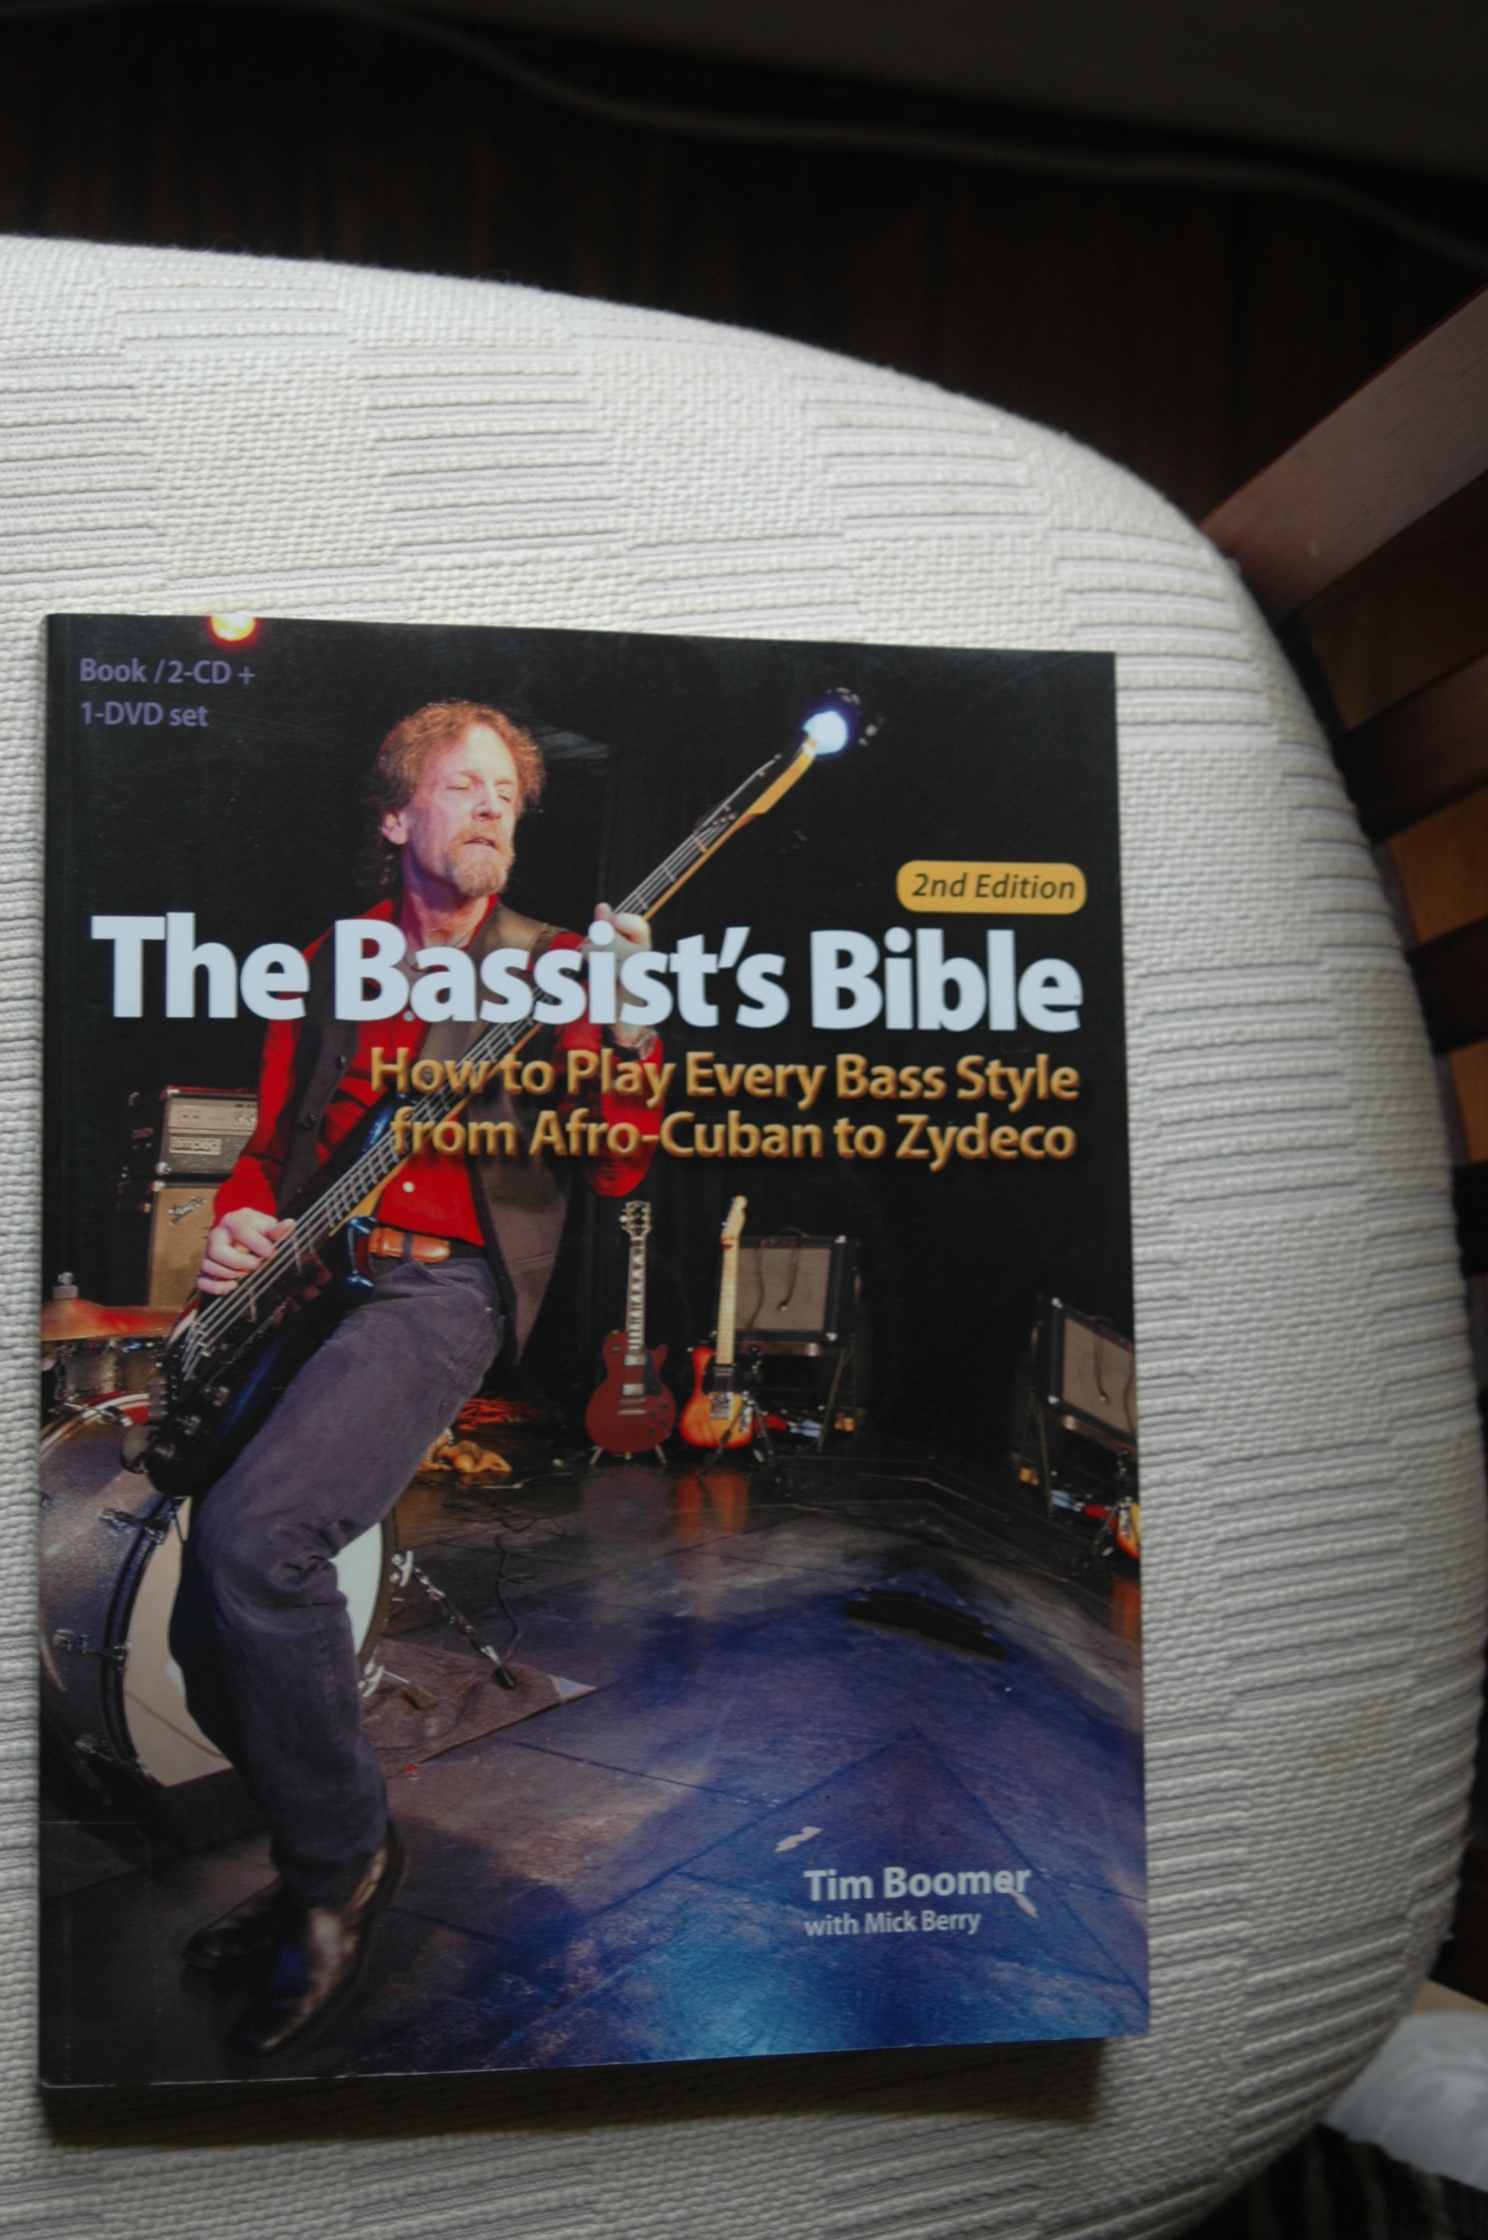 Book / 2-CD +
1-DVD set
2nd Edition
The Bassist's Bible
How to Play Every Bass Style
from Afro-Cuban to Zydeco
Tim Boomer
with Mick Berry